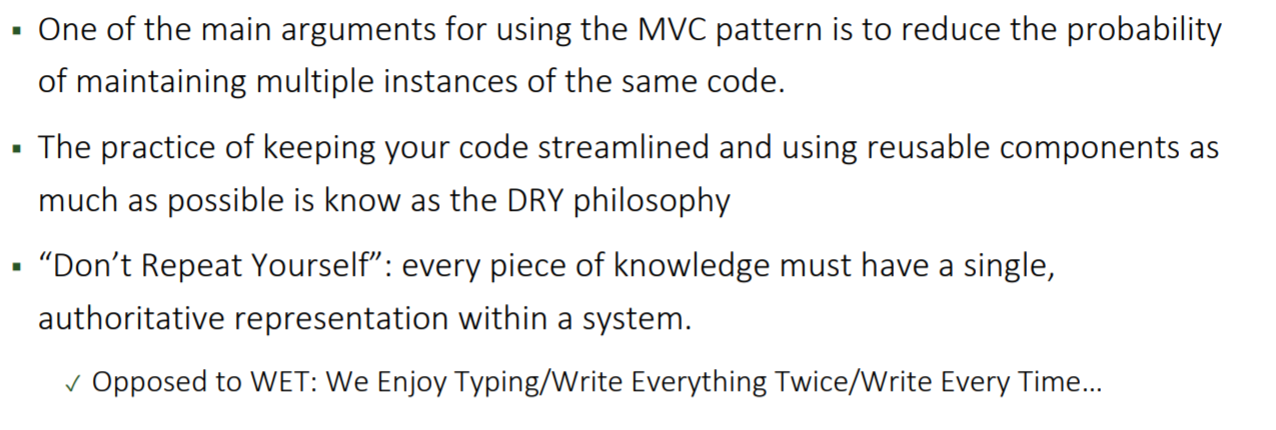 ▪ One of the main arguments for using the MVC pattern is to reduce the probability
of maintaining multiple instances of the same code.
▪ The practice of keeping your code streamlined and using reusable components as
much as possible is know as the DRY philosophy
▪ “Don’t Repeat Yourself”: every piece of knowledge must have a single,
authoritative representation within a system.
✓ Opposed to WET: We Enjoy Typing/Write Everything Twice/Write Every Time…